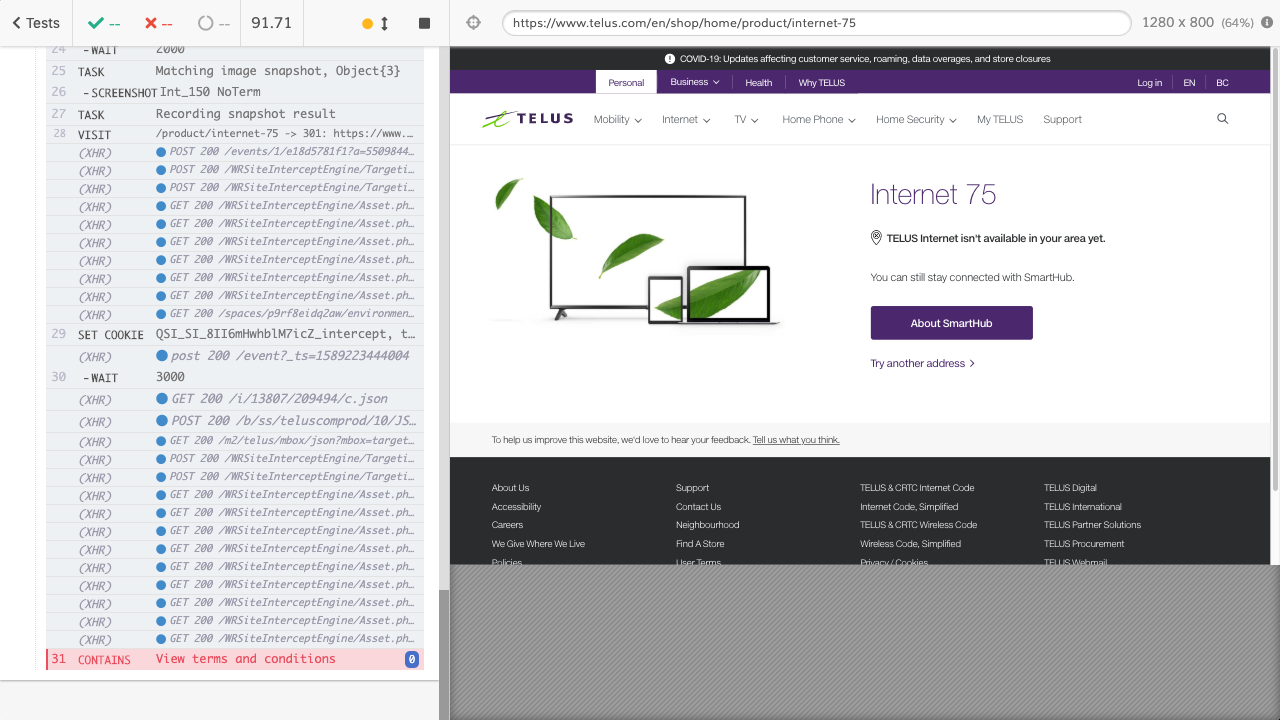 Tests -- -- -- 91.71
24 -WAIT 2000
25 TASK Matching image snapshot, Object{3}
26 -SCREENSHOT Int_150 NoTerm
27 TASK Recording snapshot result
28 VISIT /product/internet-75 -> 301: https://www....
(XHR) POST 200 /events/1/e18d5781f1?a=5509844...
(XHR) POST 200 /WRSiteInterceptEngine/Targeti...
(XHR) POST 200 /WRSiteInterceptEngine/Targeti...
(XHR) GET 200 /WRSiteInterceptEngine/Asset.ph...
(XHR) GET 200 /WRSiteInterceptEngine/Asset.ph...
(XHR) GET 200 /WRSiteInterceptEngine/Asset.ph...
(XHR) GET 200 /WRSiteInterceptEngine/Asset.ph...
(XHR) GET 200 /WRSiteInterceptEngine/Asset.ph...
(XHR) GET 200 /WRSiteInterceptEngine/Asset.ph...
(XHR) GET 200 /spaces/p9rf8eidq2aw/environmen...
29 GET COOKIE t...
(XHR) post 200 /event?_ts=1589223444004
30 -WAIT 3000
(XHR) GET 200 /i/13807/209494/c.json
(XHR) POST 200 /b/ss/teluscomprod/10/JS...
(XHR) GET 200 /m2/telus/mbox/json?mbox=target...
(XHR) POST 200 /WRSiteInterceptEngine/Targeti...
(XHR) POST 200 /WRSiteInterceptEngine/Targeti...
(XHR) GET 200 /WRSiteInterceptEngine/Asset.ph...
(XHR) GET 200 /WRSiteInterceptEngine/Asset.ph...
(XHR) GET 200 /WRSiteInterceptEngine/Asset.ph...
(XHR) GET 200 /WRSiteInterceptEngine/Asset.ph...
(XHR) GET 200 /WRSiteInterceptEngine/Asset.ph...
(XHR) GET 200 /WRSiteInterceptEngine/Asset.ph...
(XHR) GET 200 /WRSiteInterceptEngine/Asset.ph...
(XHR) GET 200 /WRSiteInterceptEngine/Asset.ph...
(XHR) GET 200 /WRSiteInterceptEngine/Asset.ph...
31 CONTAINS View terms and conditions 0
https://www.telus.com/en/shop/home/product/internet-75 1280 x 800 (64%)
COVID-19: Updates affecting customer service, roaming, data overages, and store closures
Personal Business Health Why TELUS Log in EN BC
TELUS Mobility Internet TV Home Phone Home Security My TELUS Support
Internet 75
TELUS Internet isn't available in your area yet.
You can still stay connected with SmartHub.
About SmartHub
Try another address
To help us improve this website, we'd love to hear your feedback. Tell us what you think.
About Us Support TELUS & CRTC Internet Code TELUS Digital
Accessibility Contact Us Internet Code, Simplified TELUS International
Careers Neighbourhood TELUS & CRTC Wireless Code TELUS Partner Solutions
We Give Where We Live Find A Store Wireless Code, Simplified TELUS Procurement
Policies User Terms Privacy / Cookies TELUS Webmail